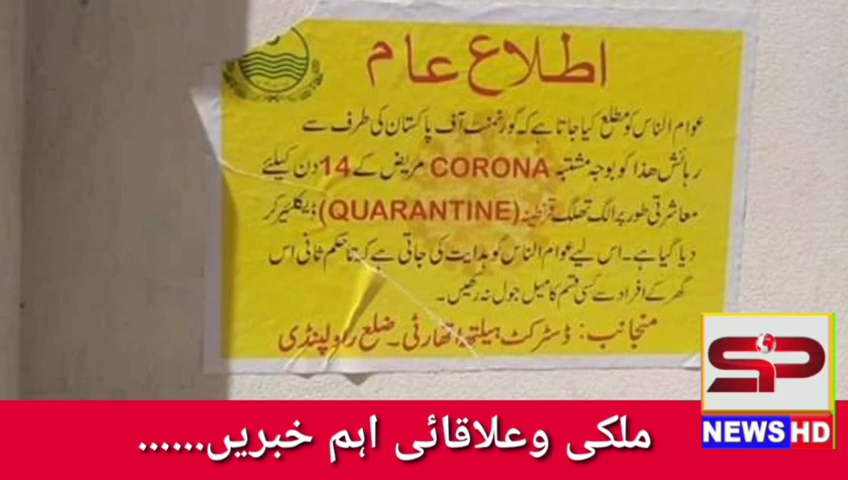 اطلاع عام
عوام الناس کو مطلع کیا جاتا ہے کہ گورنمنٹ آف پاکستان کی طرف سے
رہائش ھذا کو بوجہ مشتبہ CORONA مریض کے 14 دن کیلئے
معاشرتی طور پر الگ تھلگ قرنطینہ (QUARANTINE) ڈیکلیئر کر
دیا گیا ہے۔ اس لیے عوام الناس کو ہدایت کی جاتی ہے کہ تا حکم ثانی اس
گھر کے افراد سے کسی قسم کا میل جول نہ رکھیں۔
منجانب: ڈسٹرکٹ ہیلتھ اتھارٹی۔ ضلع راولپنڈی
SP
NEWS HD
ملکی وعلاقائی اہم خبریں......